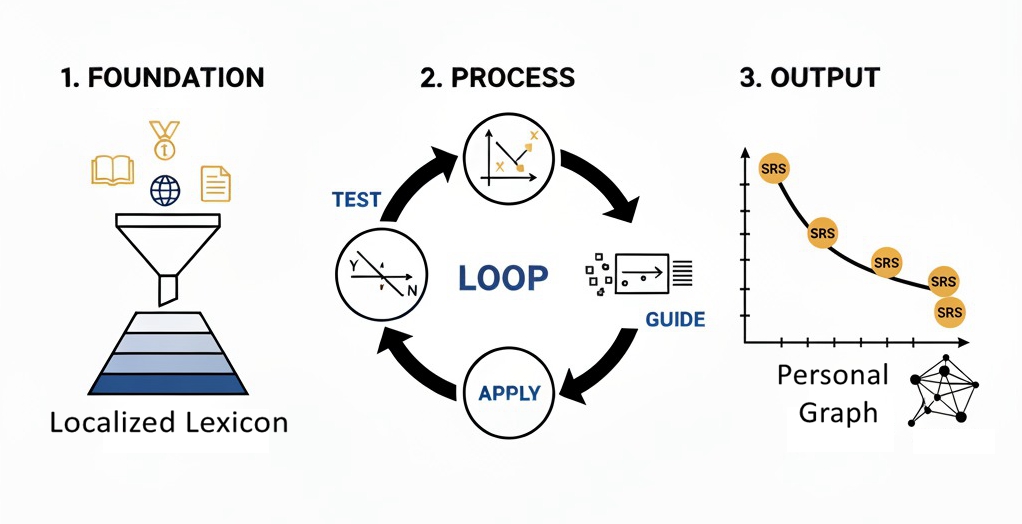 1. FOUNDATION
1
Localized Lexicon
2. PROCESS
TEST
X
X
Y
N
LOOP
GUIDE
APPLY
3. OUTPUT
SRS
SRS
SRS
SRS
SRS
Personal
Graph